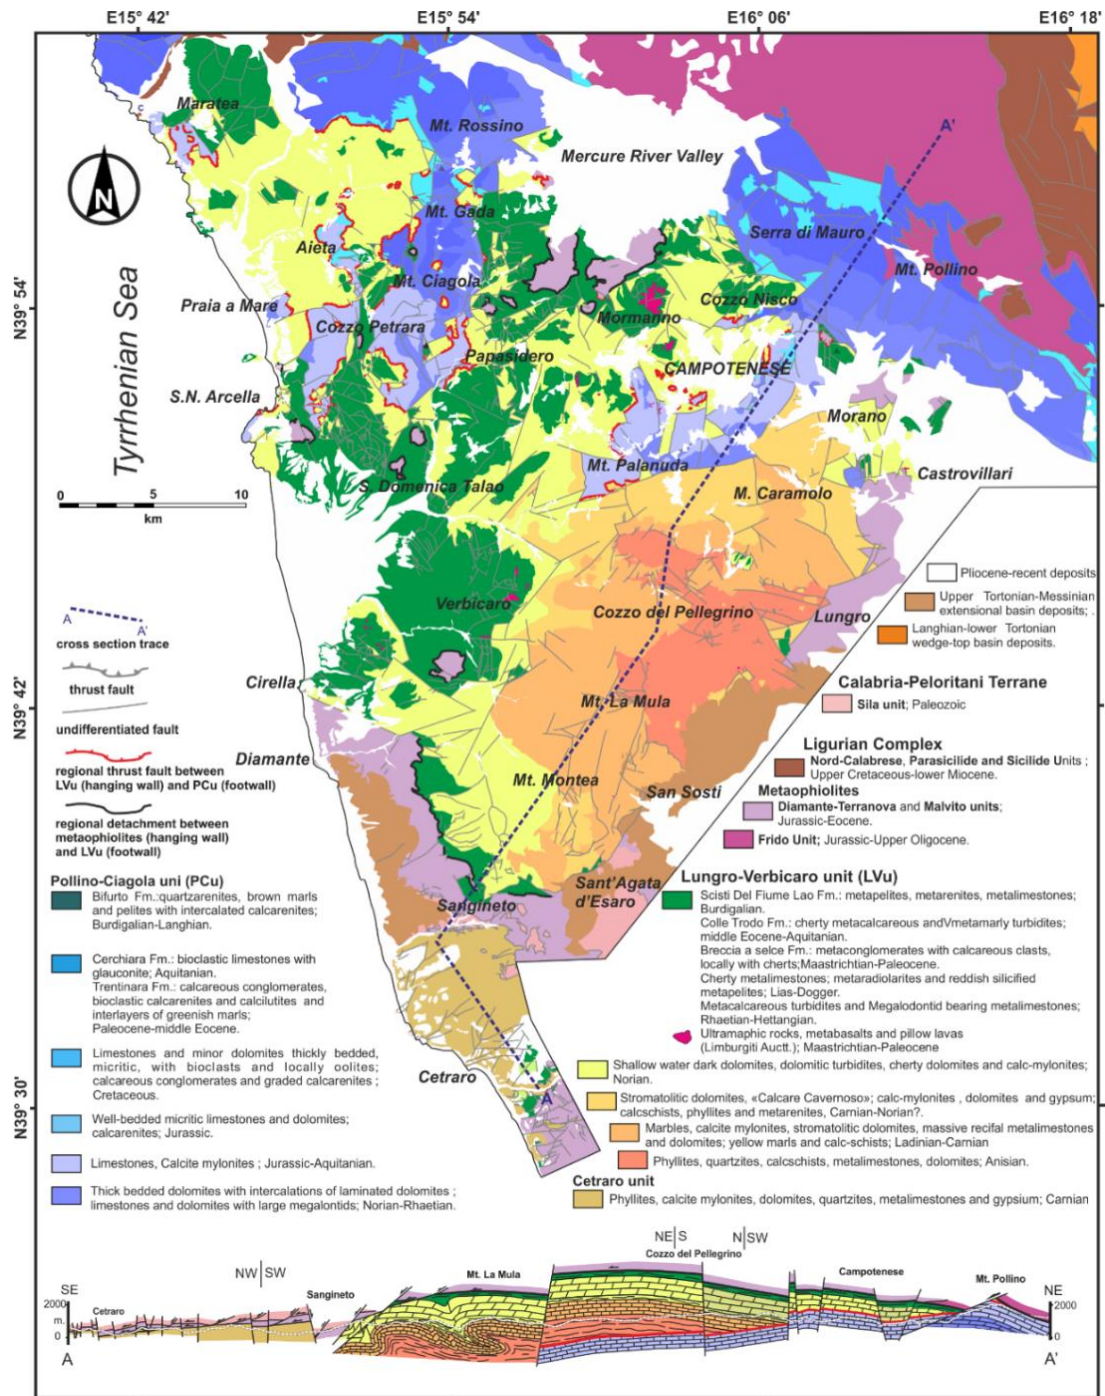 E15° 42'
E15° 54'
E16° 06'
E16° 18'
Maratea
Mt. Rossino
A'
Mercure River Valley
N
Mt. Gada
Serra di Mauro
Aieta
Mt. Ciagola
Mt. Pollino
N39° 54'
Praia a Mare
Cozzo Nisco
Cozzo Petrara
Mormanno
Papasidero
CAMPOTENESE
S.N. Arcella
Morano
Tyrrhenian Sea
Mt. Palanuda
Castrovillari
S. Domenica Talao
M. Caramolo
0 5 10
km
Verbicaro
Cozzo del Pellegrino
Lungro
Cirella
N39° 42'
Mt. La Mula
Diamante
Mt. Montea
San Sosti
Sant'Agata
d'Esaro
Sangineto
Cetraro
N39° 30'
A
A
A'
cross section trace
thrust fault
undifferentiated fault
regional thrust fault between
LVu (hanging wall) and PCu (footwall)
regional detachment between
metaophiolites (hanging wall)
and LVu (footwall)
Pollino-Ciagola uni (PCu)
Bifurto Fm.:quartzarenites, brown marls
and pelites with intercalated calcarenites;
Burdigalian-Langhian.
Cerchiara Fm.: bioclastic limestones with
glauconite; Aquitanian.
Trentinara Fm.: calcareous conglomerates,
bioclastic calcarenites and calcilutites and
interlayers of greenish marls;
Paleocene-middle Eocene.
Limestones and minor dolomites thickly bedded,
micritic, with bioclasts and locally oolites;
calcareous conglomerates and graded calcarenites ;
Cretaceous.
Well-bedded micritic limestones and dolomites;
calcarenites; Jurassic.
Limestones, Calcite mylonites ; Jurassic-Aquitanian.
Thick bedded dolomites with intercalations of laminated dolomites ;
limestones and dolomites with large megalontids; Norian-Rhaetian.
Pliocene-recent deposits
Upper Tortonian-Messinian
extensional basin deposits; .
Langhian-lower Tortonian
wedge-top basin deposits.
Calabria-Peloritani Terrane
Sila unit; Paleozoic
Ligurian Complex
Nord-Calabrese, Parasicilide and Sicilide Units ;
Upper Cretaceous-lower Miocene.
Metaophiolites
Diamante-Terranova and Malvito units;
Jurassic-Eocene.
Frido Unit; Jurassic-Upper Oligocene.
Lungro-Verbicaro unit (LVu)
Scisti Del Fiume Lao Fm.: metapelites, metarenites, metalimestones;
Burdigalian.
Colle Trodo Fm.: cherty metacalcareous andVmetamarly turbidites;
middle Eocene-Aquitanian.
Breccia a selce Fm.: metaconglomerates with calcareous clasts,
locally with cherts;Maastrichtian-Paleocene.
Cherty metalimestones; metaradiolarites and reddish silicified
metapelites; Lias-Dogger.
Metacalcareous turbidites and Megalodontid bearing metalimestones;
Rhaetian-Hettangian.
Ultramaphic rocks, metabasalts and pillow lavas
(Limburgiti Auctt.); Maastrichtian-Paleocene
Shallow water dark dolomites, dolomitic turbidites, cherty dolomites and calc-mylonites;
Norian.
Stromatolitic dolomites, «Calcare Cavernoso»; calc-mylonites , dolomites and gypsum;
calcschists, phyllites and metarenites, Carnian-Norian?.
Marbles, calcite mylonites, stromatolitic dolomites, massive recifal metalimestones
and dolomites; yellow marls and calc-schists; Ladinian-Carnian
Phyllites, quartzites, calcschists, metalimestones, dolomites; Anisian.
Cetraro unit
Phyllites, calcite mylonites, dolomites, quartzites, metalimestones and gypsium; Carnian
NE|S N|SW
Cozzo del Pellegrino
NW|SW
Mt. La Mula
Campotenese
Mt. Pollino
SE
Sangineto
NE
Cetraro
2000
m.
0
2000
0
A
A'